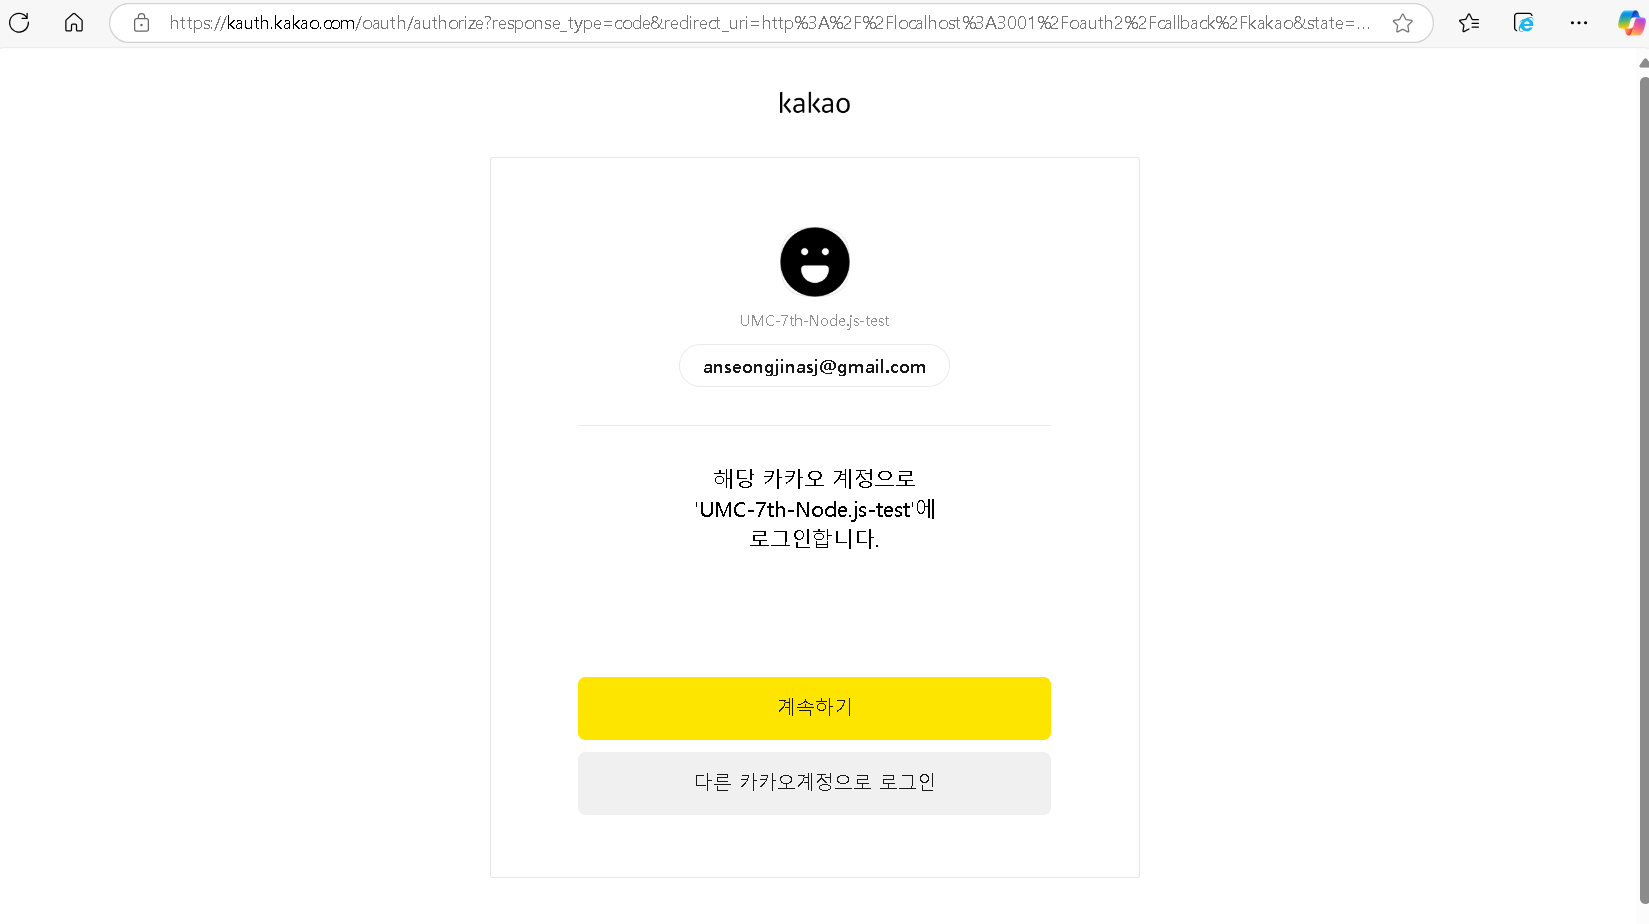 https://kauth.kakao.com/oauth/authorize?response_type=code&redirect_uri=http%3A%2F%2Flocalhost%3A3001%2Foauth2%2Fcallback%2Fkakao&state=...
kakao
UMC-7th-Node.js-test
anseongjinasj@gmail.com
해당 카카오 계정으로
'UMC-7th-Node.js-test'에
로그인합니다.
계속하기
다른 카카오계정으로 로그인